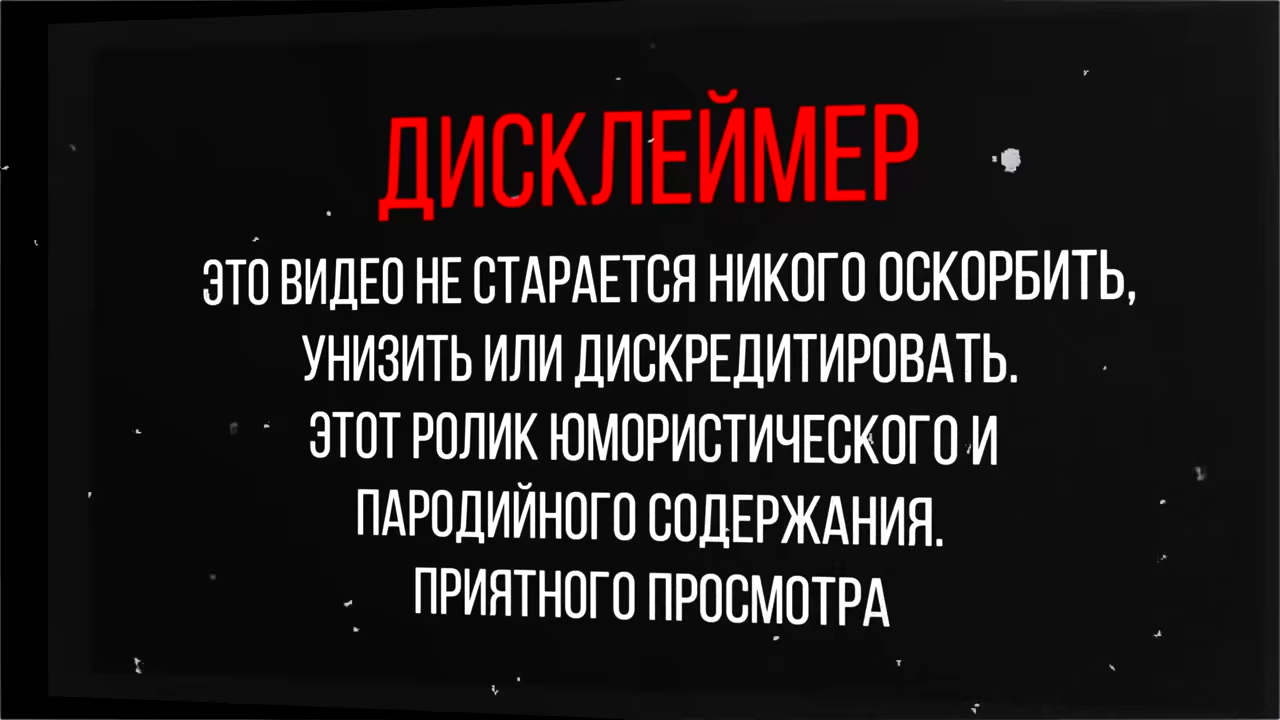 ДИСКЛЕЙМЕР
ЭТО ВИДЕО НЕ СТАРАЕТСЯ НИКОГО ОСКОРБИТЬ,
УНИЗИТЬ ИЛИ ДИСКРЕДИТИРОВАТЬ.
ЭТОТ РОЛИК ЮМОРИСТИЧЕСКОГО И
ПАРОДИЙНОГО СОДЕРЖАНИЯ.
ПРИЯТНОГО ПРОСМОТРА